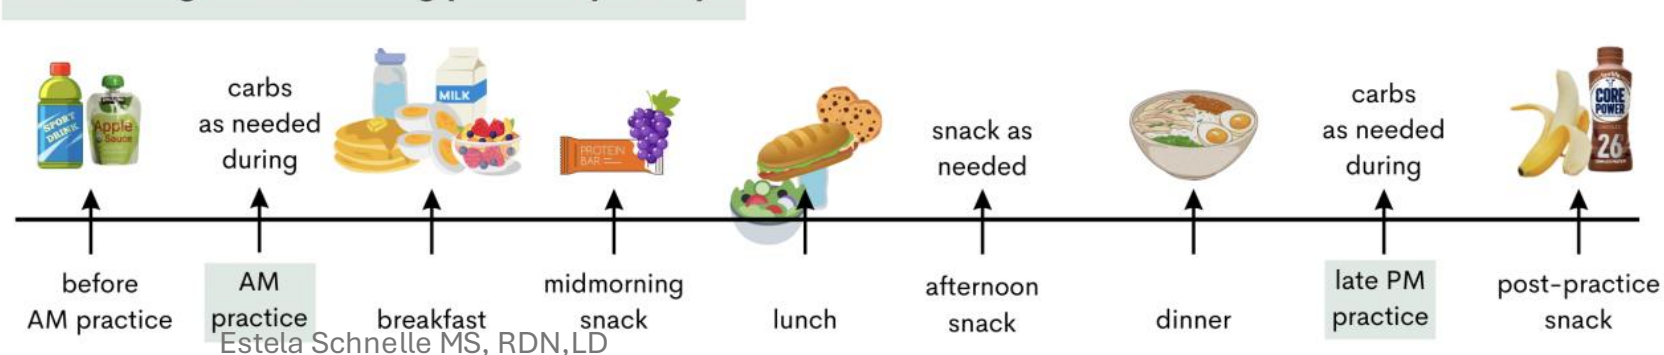 SPORT
DRINK
Apple
Sauce
carbs
as needed
during
MILK
PROTEIN
BAR
snack as
needed
carbs
as needed
during
CORE
POWER
26
before
AM practice
AM
practice
breakfast
midmorning
snack
lunch
afternoon
snack
dinner
late PM
practice
post-practice
snack
Estela Schnelle MS, RDN,LD